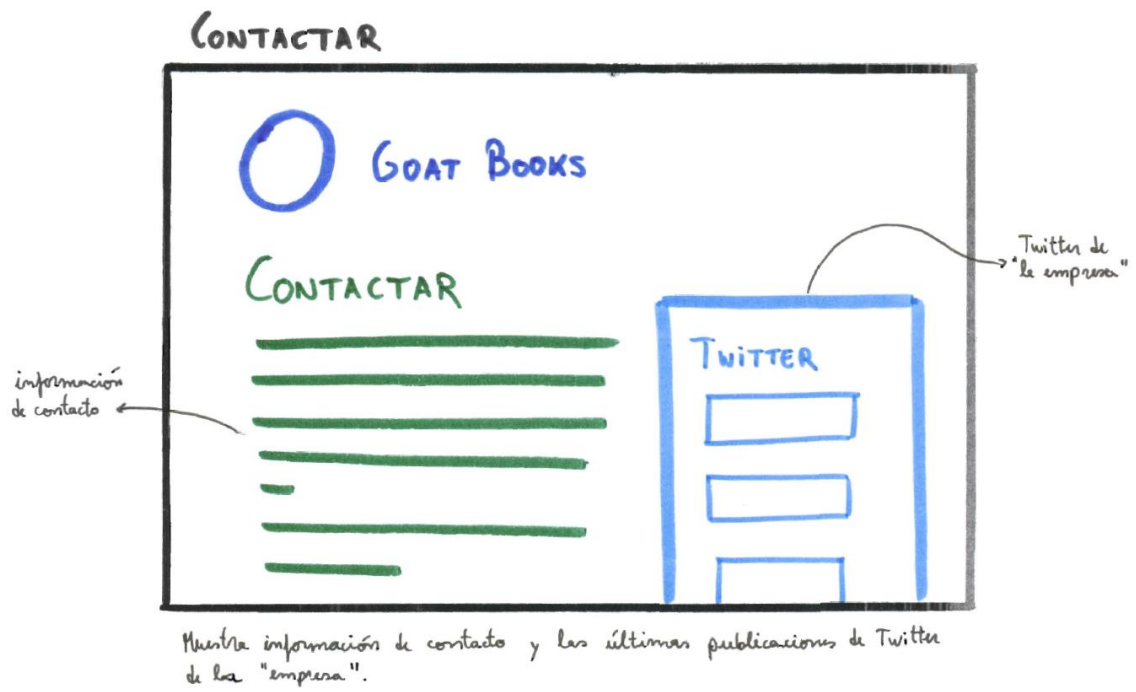 CONTACTAR
GOAT BOOKS
CONTACTAR
TWITTER
Twitter de
"la empresa"
información
de contacto
Muestra información de contacto y las últimas publicaciones de Twitter
de la "empresa".